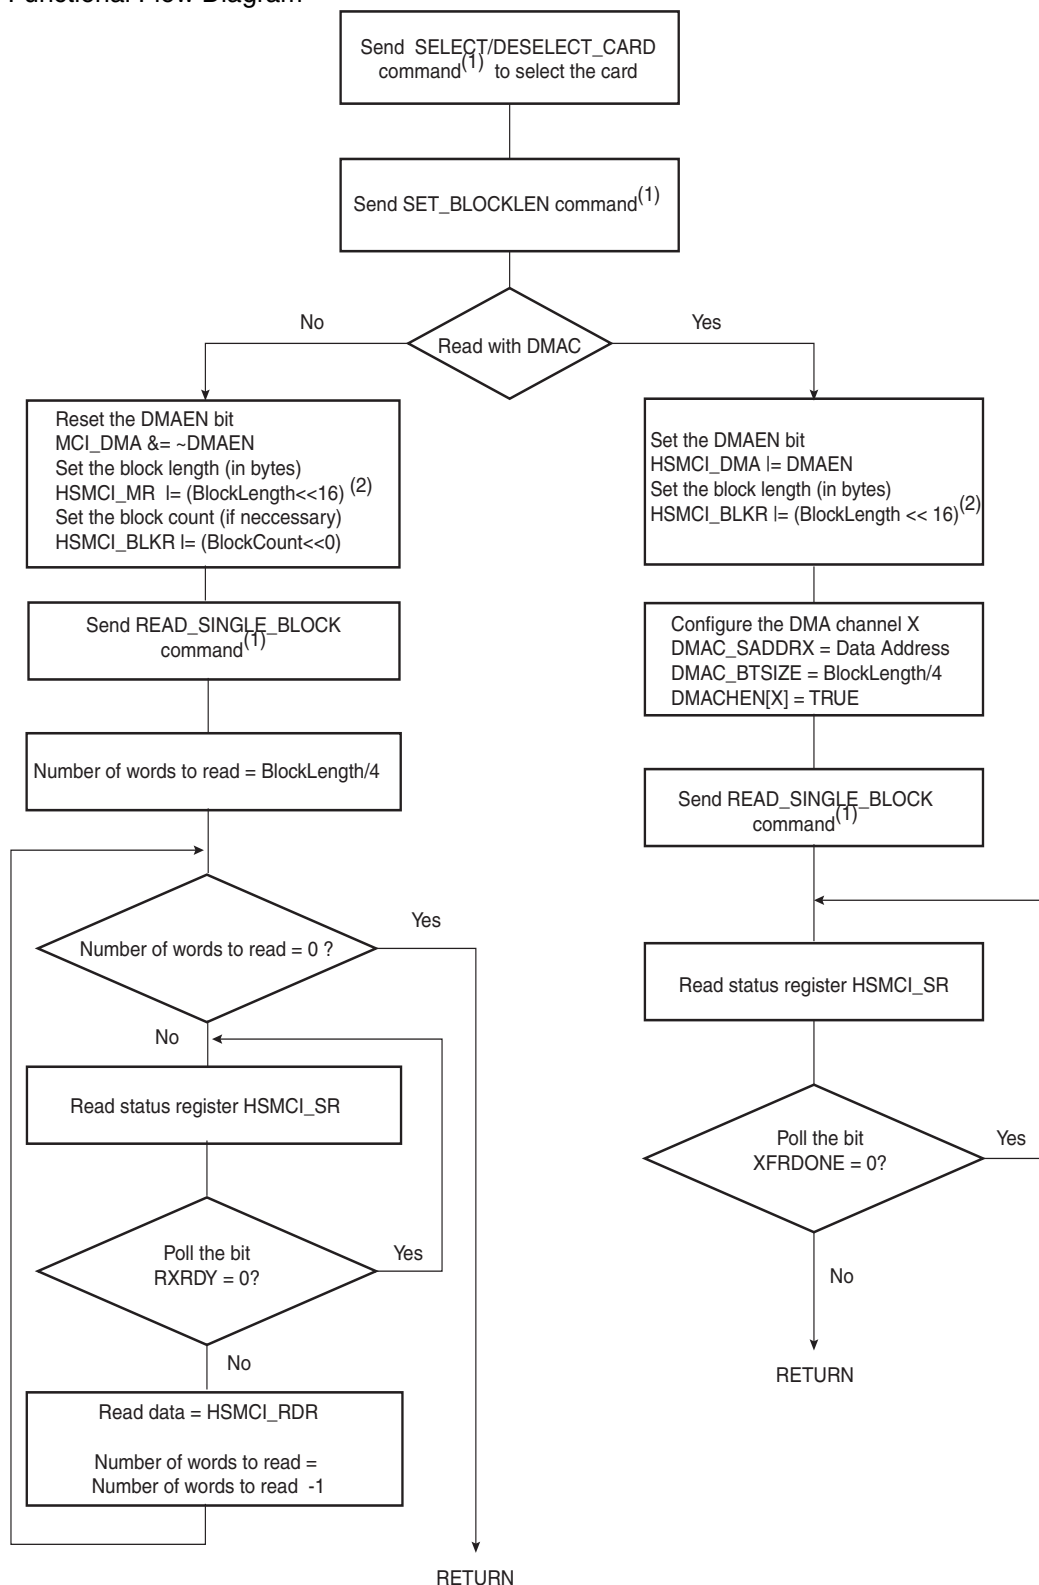 Functional Flow Diagram
Send SELECT/DESELECT_CARD
command(1) to select the card
Send SET_BLOCKLEN command(1)
No
Yes
Read with DMAC
Reset the DMAEN bit
MCI_DMA &= ~DMAEN
Set the block length (in bytes)
HSMCI_MR |= (BlockLength<<16) (2)
Set the block count (if neccessary)
HSMCI_BLKR |= (BlockCount<<0)
Set the DMAEN bit
HSMCI_DMA |= DMAEN
Set the block length (in bytes)
HSMCI_BLKR |= (BlockLength << 16)(2)
Send READ_SINGLE_BLOCK
command(1)
Configure the DMA channel X
DMAC_SADDRX = Data Address
DMAC_BTSIZE = BlockLength/4
DMACHEN[X] = TRUE
Number of words to read = BlockLength/4
Send READ_SINGLE_BLOCK
command(1)
Number of words to read = 0 ?
Yes
No
Read status register HSMCI_SR
Read status register HSMCI_SR
Poll the bit
RXRDY = 0?
Yes
Poll the bit
XFRDONE = 0?
Yes
No
No
Read data = HSMCI_RDR
Number of words to read =
Number of words to read -1
RETURN
RETURN